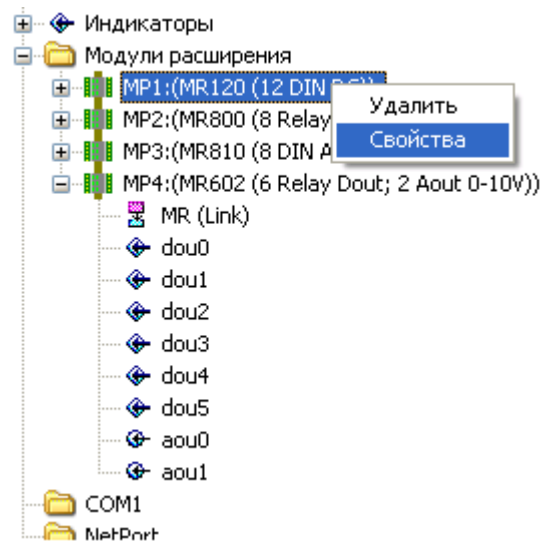 Индикаторы
Модули расширения
MP1:(MR120 (12 DIN
Удалить
MP2:(MR800 (8 Relay
Свойства
MP3:(MR810 (8 DIN A
MP4:(MR602 (6 Relay Dout; 2 Aout 0-10V))
MR (Link)
dou0
dou1
dou2
dou3
dou4
dou5
aou0
aou1
COM1
NetPort